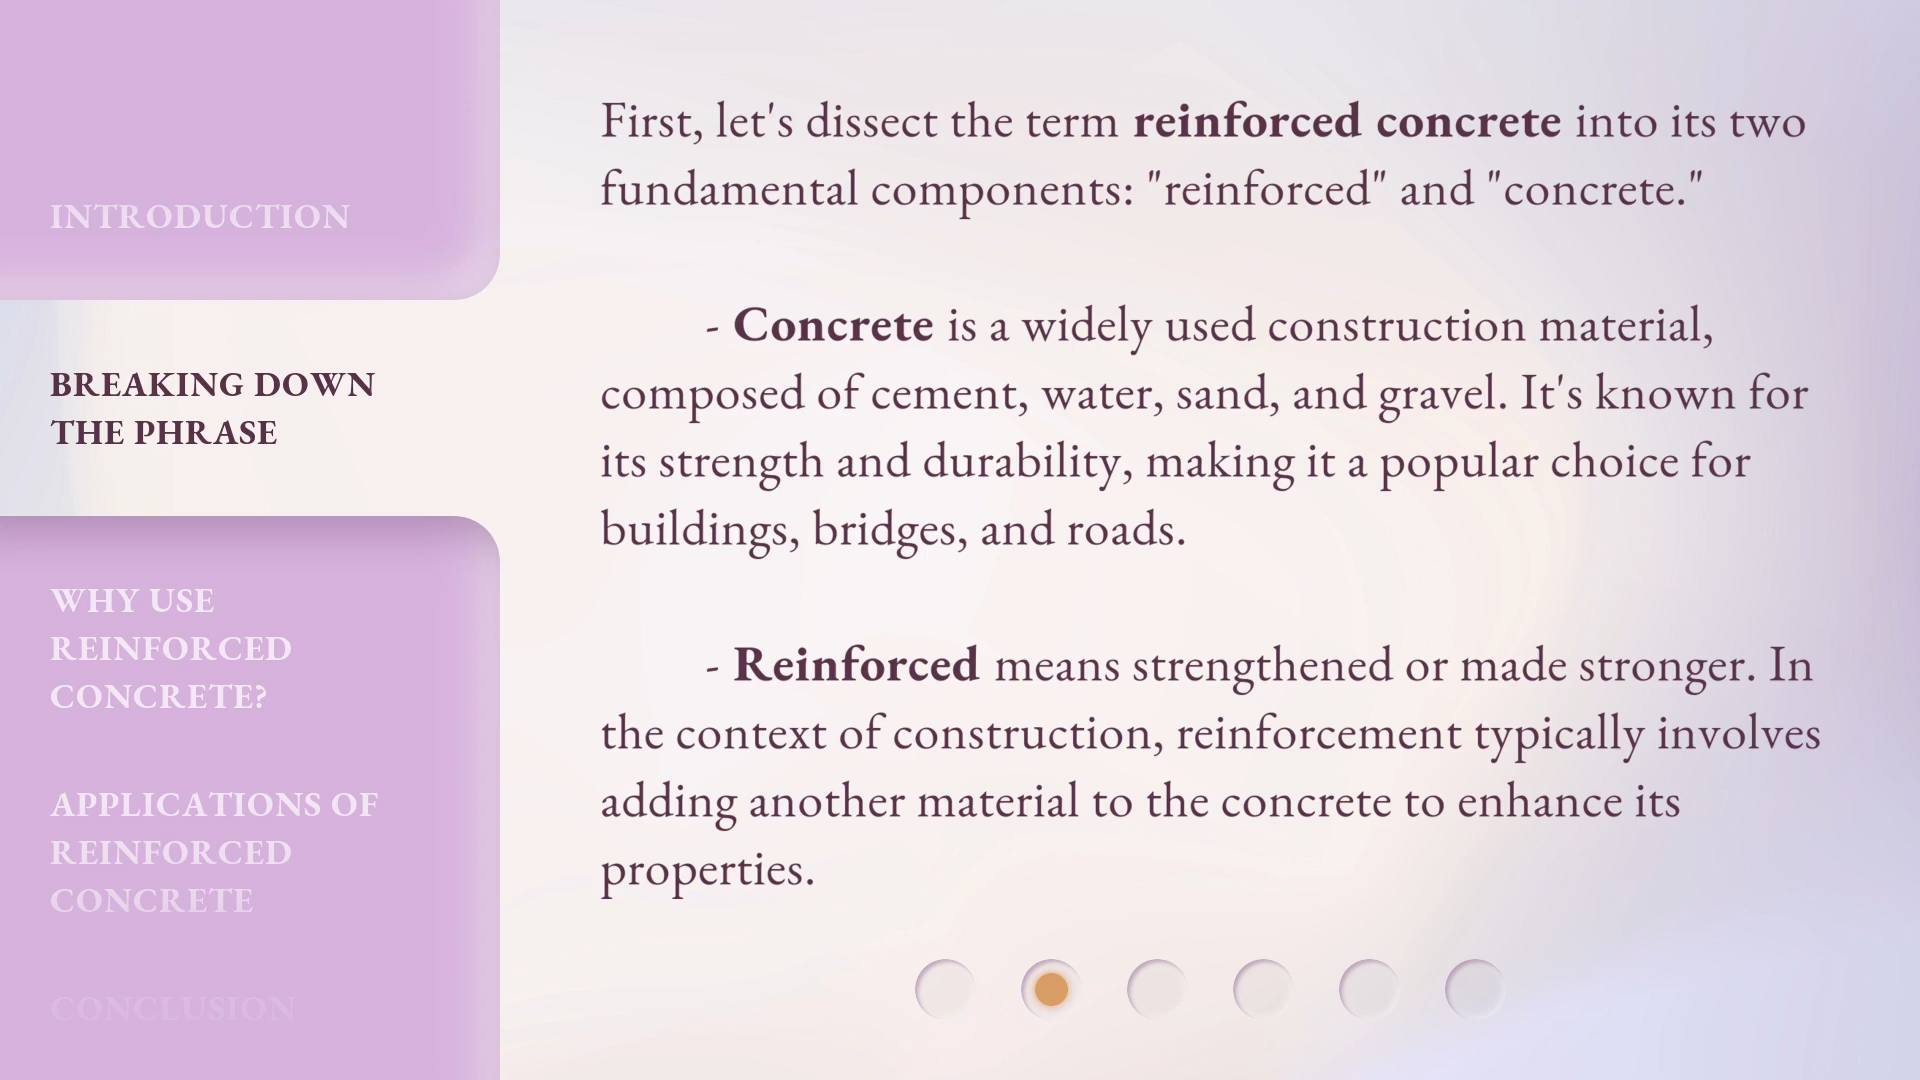 INTRODUCTION
BREAKING DOWN
THE PHRASE
WHY USE
REINFORCED
CONCRETE?
APPLICATIONS OF
REINFORCED
CONCRETE
CONCLUSION
First, let's dissect the term reinforced concrete into its two
fundamental components: "reinforced" and "concrete."
- Concrete is a widely used construction material,
composed of cement, water, sand, and gravel. It's known for
its strength and durability, making it a popular choice for
buildings, bridges, and roads.
- Reinforced means strengthened or made stronger. In
the context of construction, reinforcement typically involves
adding another material to the concrete to enhance its
properties.